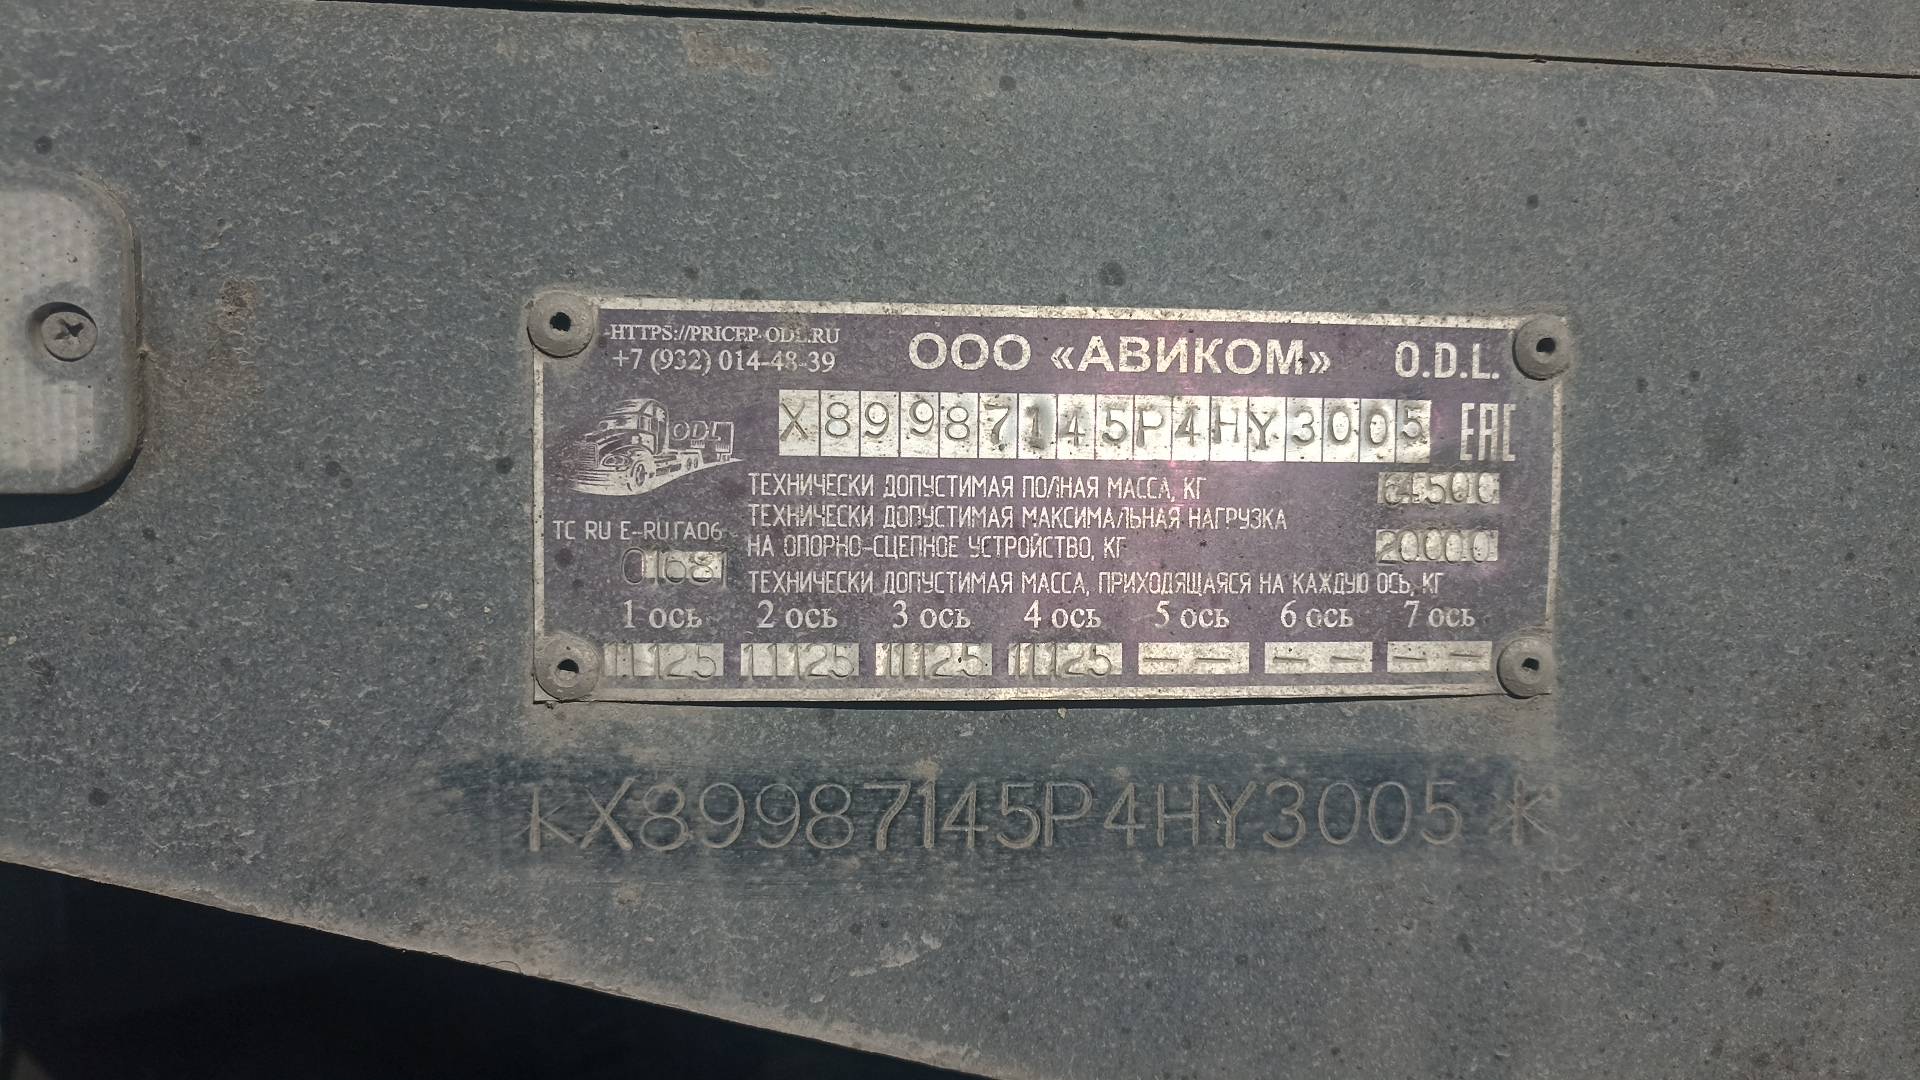 HTTPS://PRICEP-ODL.RU
+7 (932) 014-48-39
ООО «АВИКОМ» O.D.L.
X89987145P4HY3005 EAC
ODL
ТЕХНИЧЕСКИ ДОПУСТИМАЯ ПОЛНАЯ МАССА, КГ 64500
ТЕХНИЧЕСКИ ДОПУСТИМАЯ МАКСИМАЛЬНАЯ НАГРУЗКА
НА ОПОРНО-СЦЕПНОЕ УСТРОЙСТВО, КГ 20000
TC RU E-RU.ГА06
01681
ТЕХНИЧЕСКИ ДОПУСТИМАЯ МАССА, ПРИХОДЯЩАЯСЯ НА КАЖДУЮ ОСЬ, КГ
1 ось 2 ось 3 ось 4 ось 5 ось 6 ось 7 ось
11125 11125 11125 11125 — — — — — —
*X89987145P4HY3005*